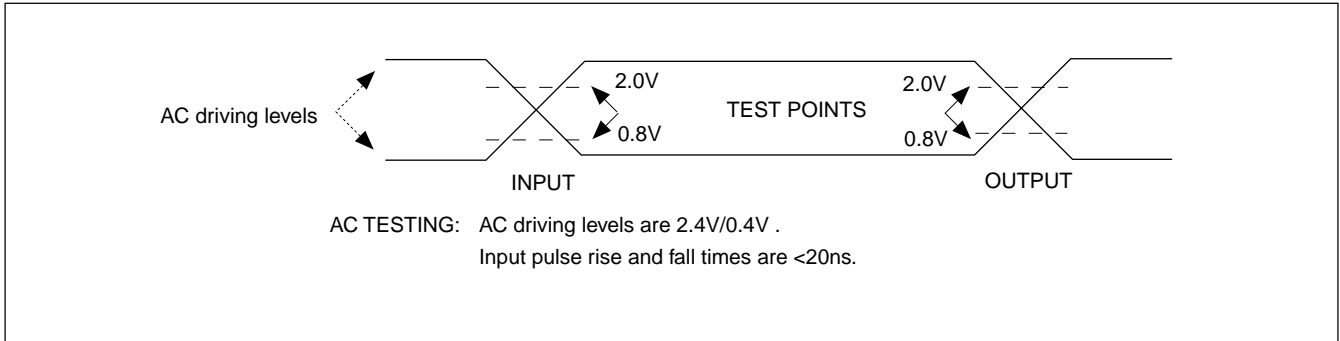 2.0V
2.0V
AC driving levels
TEST POINTS
0.8V
0.8V
INPUT
OUTPUT
AC TESTING: AC driving levels are 2.4V/0.4V .
Input pulse rise and fall times are <20ns.